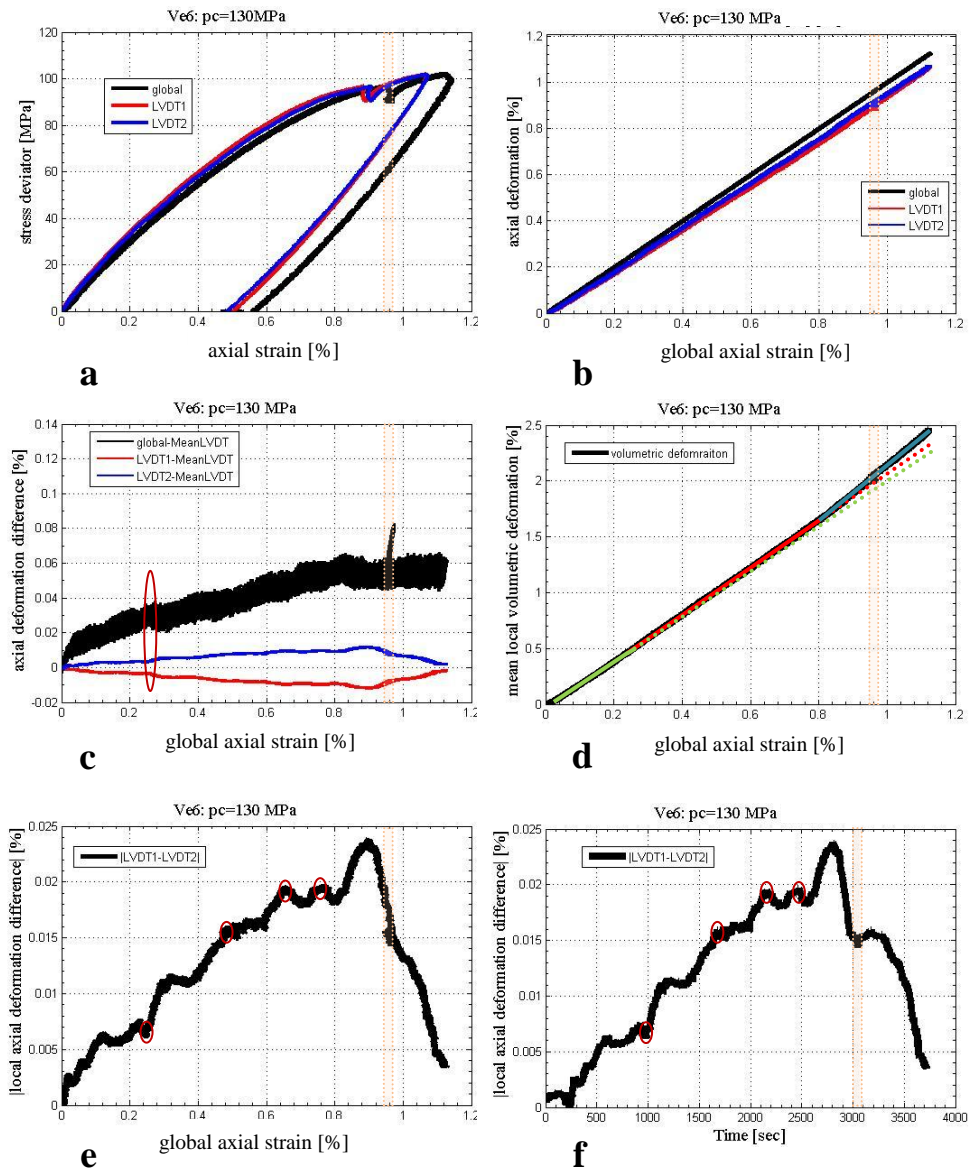 Ve6: pc=130MPa
stress deviator [MPa]
120
100
80
60
40
20
0
global
LVDT1
LVDT2
0 0.2 0.4 0.6 0.8 1 1.2
axial strain [%]
a
Ve6: pc=130 MPa
axial deformation [%]
1.2
1
0.8
0.6
0.4
0.2
0
global
LVDT1
LVDT2
0 0.2 0.4 0.6 0.8 1 1.2
global axial strain [%]
b
Ve6: pc=130 MPa
axial deformation difference [%]
0.14
0.12
0.1
0.08
0.06
0.04
0.02
0
-0.02
global-MeanLVDT
LVDT1-MeanLVDT
LVDT2-MeanLVDT
0 0.2 0.4 0.6 0.8 1 1.2
global axial strain [%]
c
Ve6: pc=130 MPa
mean local volumetric deformation [%]
2.5
2
1.5
1
0.5
0
volumetric defomraiton
0 0.2 0.4 0.6 0.8 1 1.2
global axial strain [%]
d
Ve6: pc=130 MPa
|local axial deformation difference| [%]
0.025
0.02
0.015
0.01
0.005
0
|LVDT1-LVDT2|
0 0.2 0.4 0.6 0.8 1 1.2
global axial strain [%]
e
Ve6: pc=130 MPa
|local axial deformation difference| [%]
0.025
0.02
0.015
0.01
0.005
0
|LVDT1-LVDT2|
0 500 1000 1500 2000 2500 3000 3500 4000
Time [sec]
f